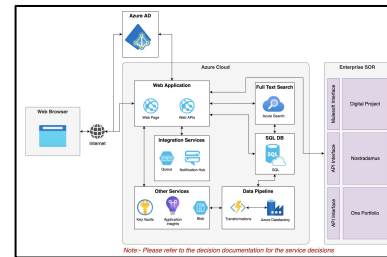 Azure AD
Azure Cloud
Enterprise SOR
Web Application
Web Page
Web APIs
Full Text Search
Azure Search
Mulesoft Interface
Digital Project
Web Browser
Internet
Integration Services
Queue
Notification Hub
SQL DB
SQL
SQL
API Interface
Nostradamus
Other Services
Key Vaults
Application
Insights
Blob
Data Pipeline
Transformations
Azure Datafactory
API Interface
One Portfolio
Note:- Please refer to the decision documentation for the service decisions